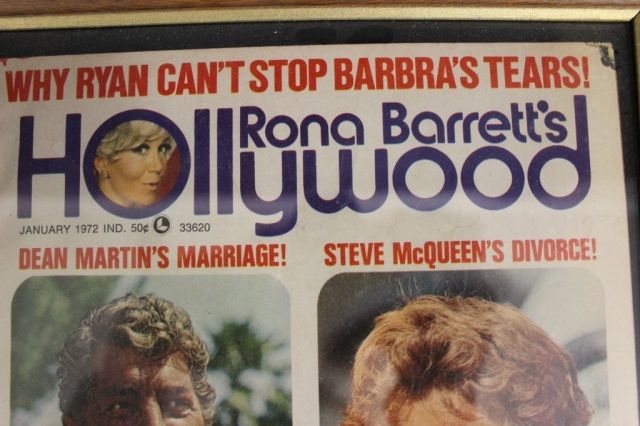 WHY RYAN CAN'T STOP BARBRA'S TEARS!
Rona Barrett's
Hollywood
JANUARY 1972 IND. 50¢ L 33620
DEAN MARTIN'S MARRIAGE!
STEVE McQUEEN'S DIVORCE!